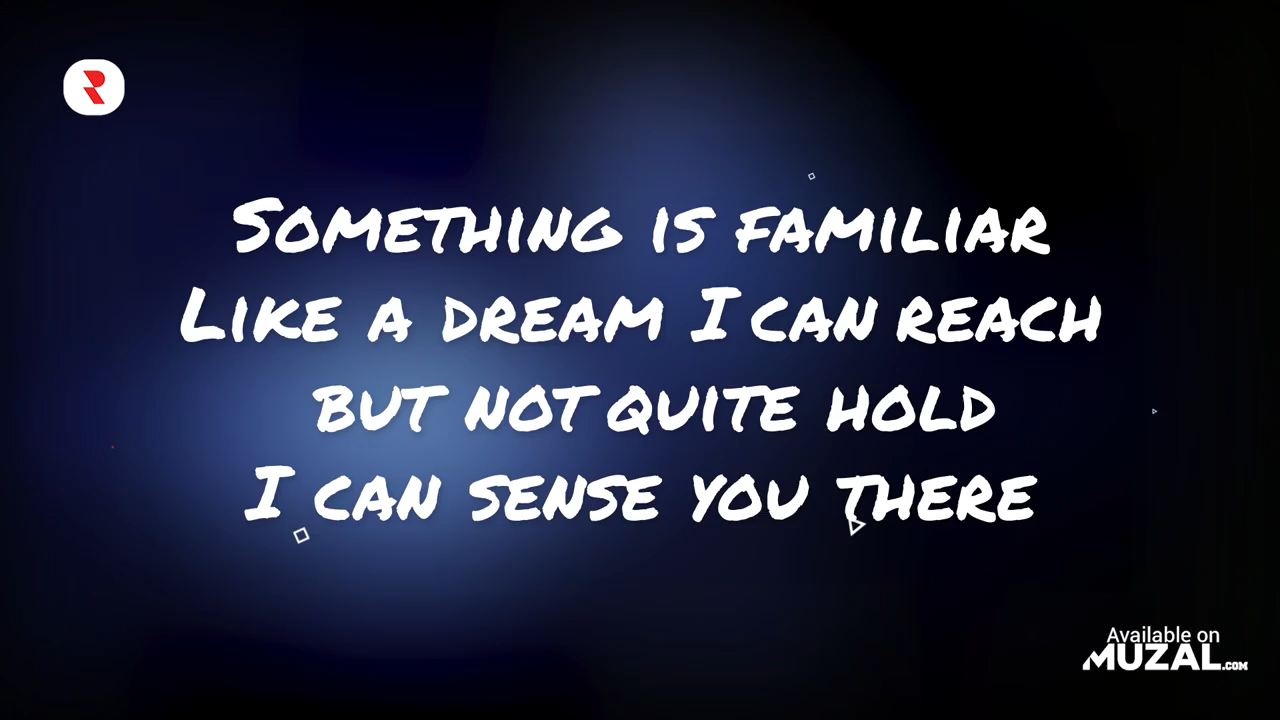 R
Something is familiar
Like a dream I can reach
but not quite hold
I can sense you there
Available on
MUZAL.COM